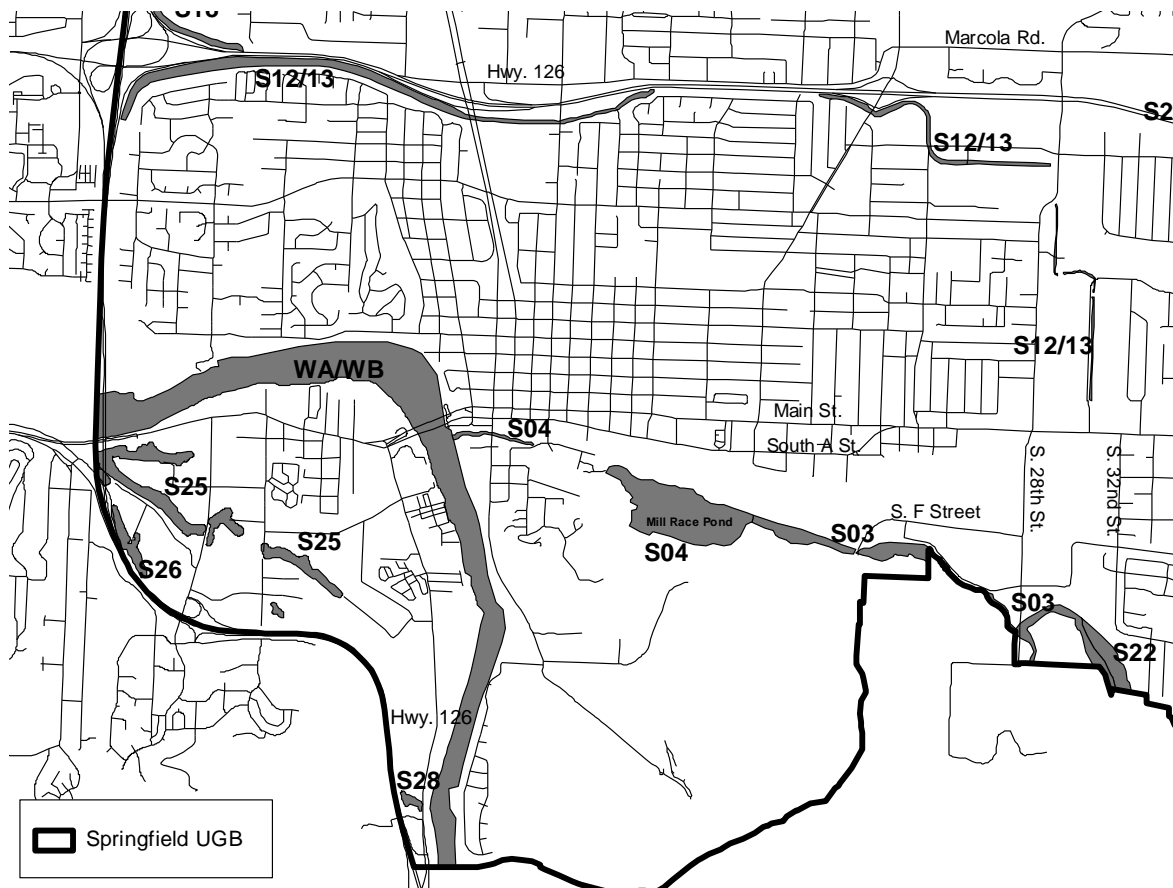 Marcola Rd.
Hwy. 126
S12/13
S2
S12/13
S12/13
WA/WB
Main St.
S04
South A St.
S. 28th St.
S. 32nd St.
S25
S. F Street
Mill Race Pond
S03
S25
S04
S26
S03
S22
Hwy. 126
S28
Springfield UGB